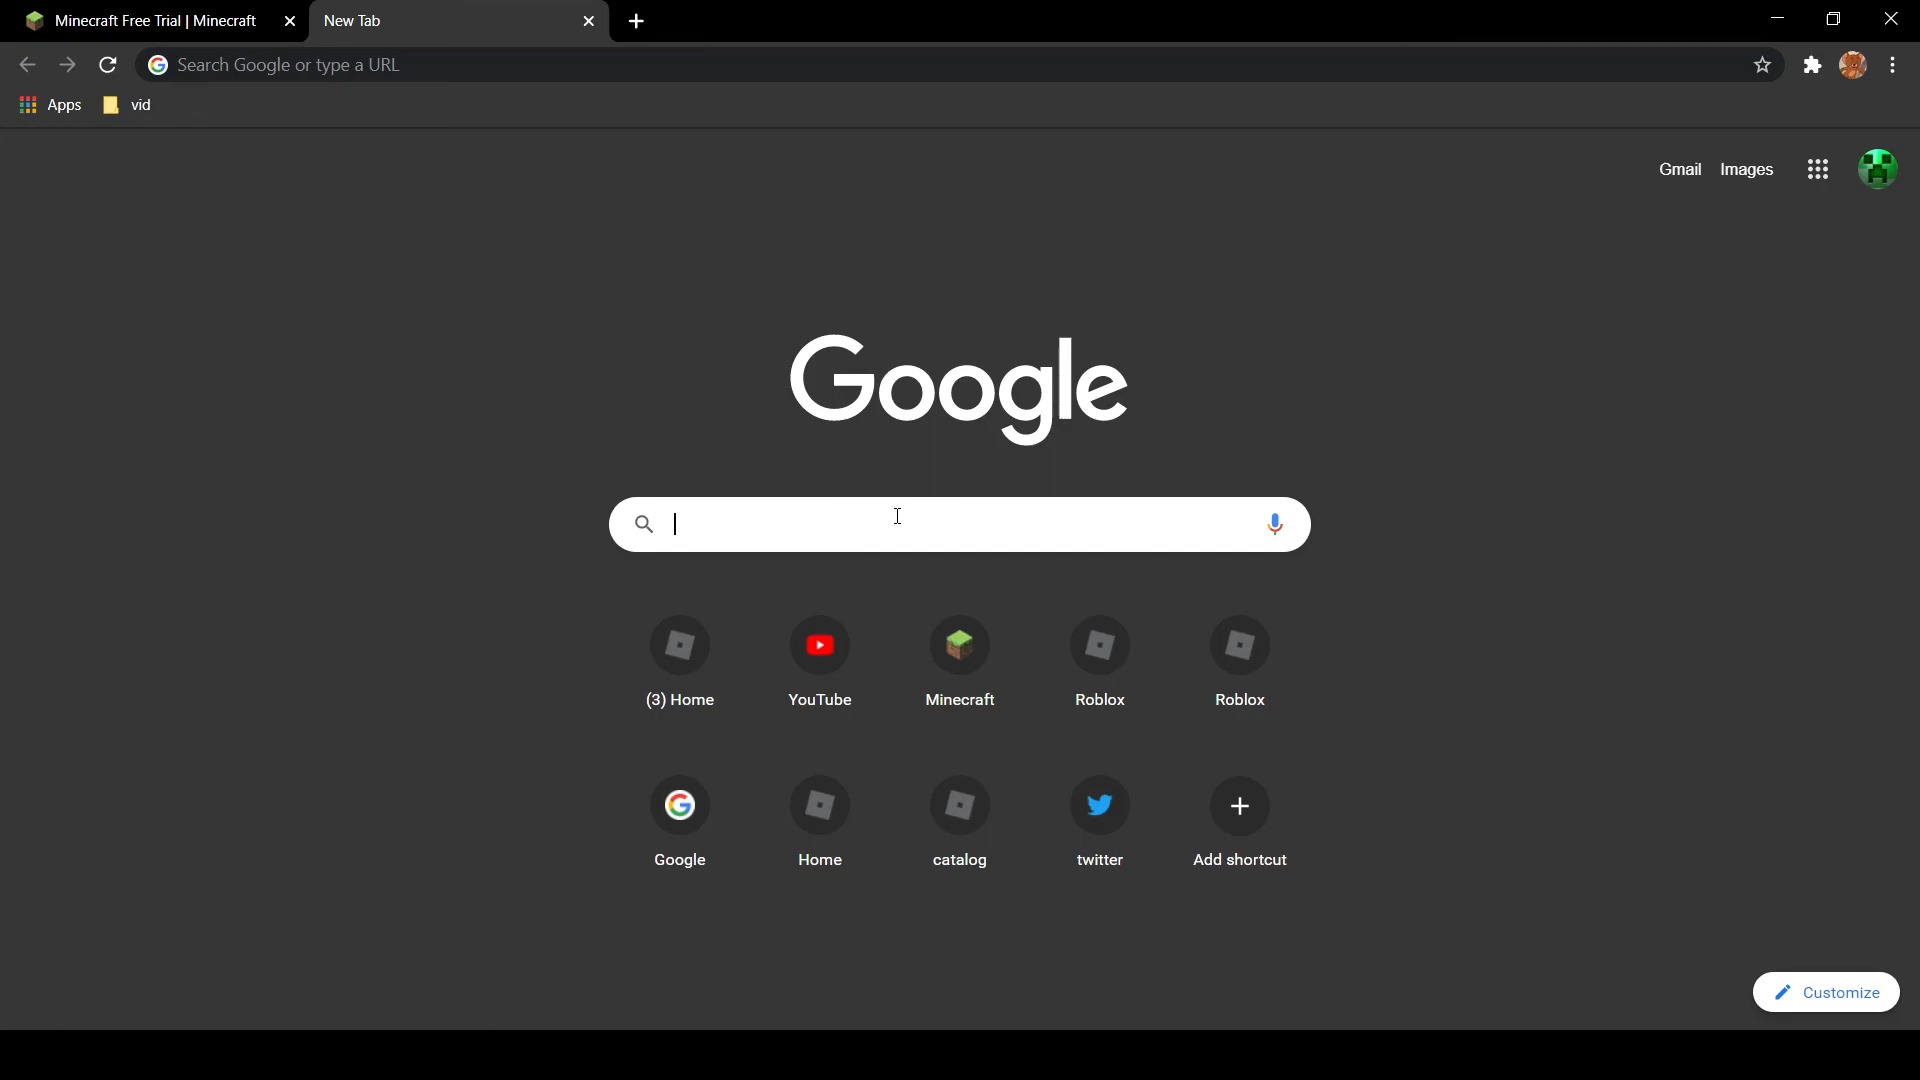 Minecraft Free Trial | Minecraft
New Tab
Search Google or type a URL
Apps
vid
Gmail
Images
Google
(3) Home
YouTube
Minecraft
Roblox
Roblox
Google
Home
catalog
twitter
Add shortcut
Customize